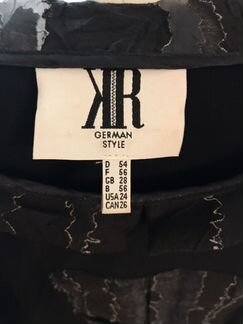 KR
GERMAN
STYLE
D 54
F 56
GB 28
B 56
USA 24
CAN 26